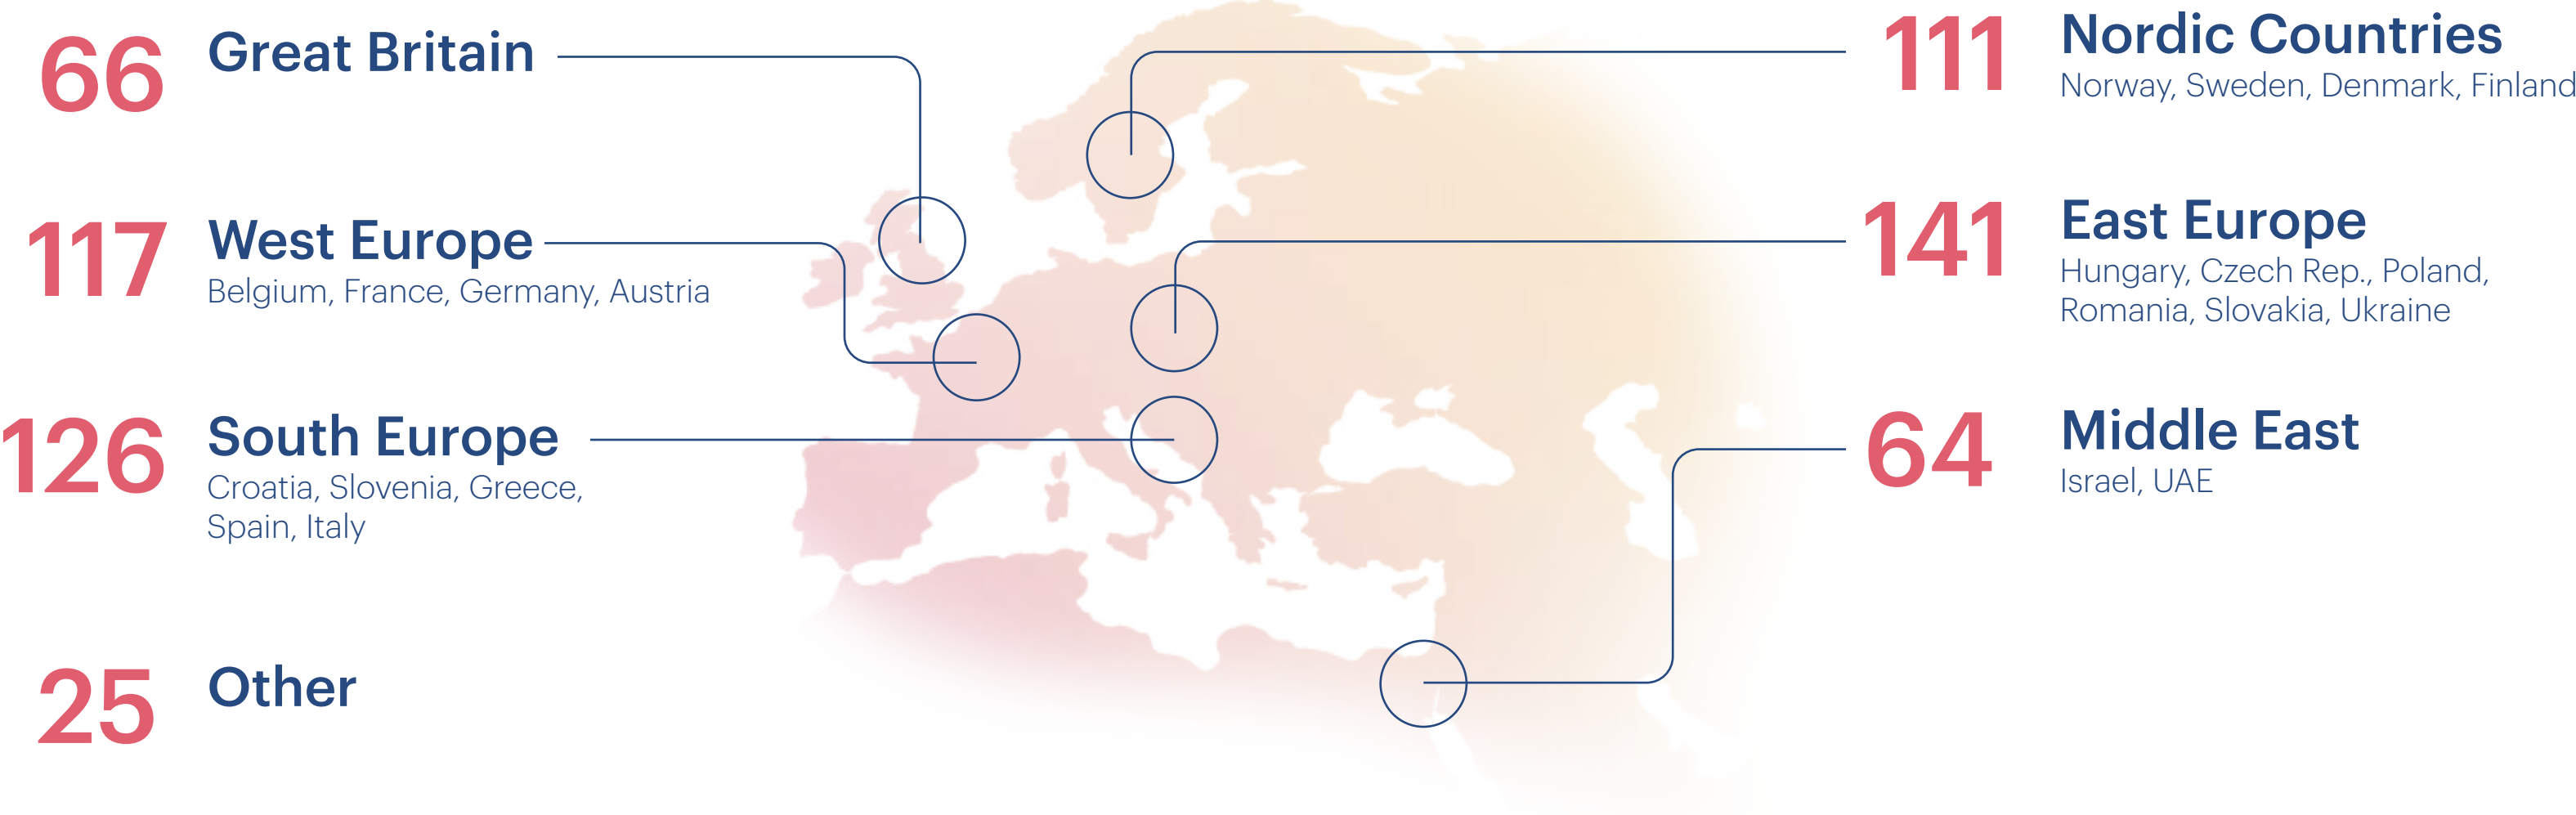 66
Great Britain
117
West Europe
Belgium, France, Germany, Austria
126
South Europe
Croatia, Slovenia, Greece,
Spain, Italy
25
Other
111
Nordic Countries
Norway, Sweden, Denmark, Finland
141
East Europe
Hungary, Czech Rep., Poland,
Romania, Slovakia, Ukraine
64
Middle East
Israel, UAE